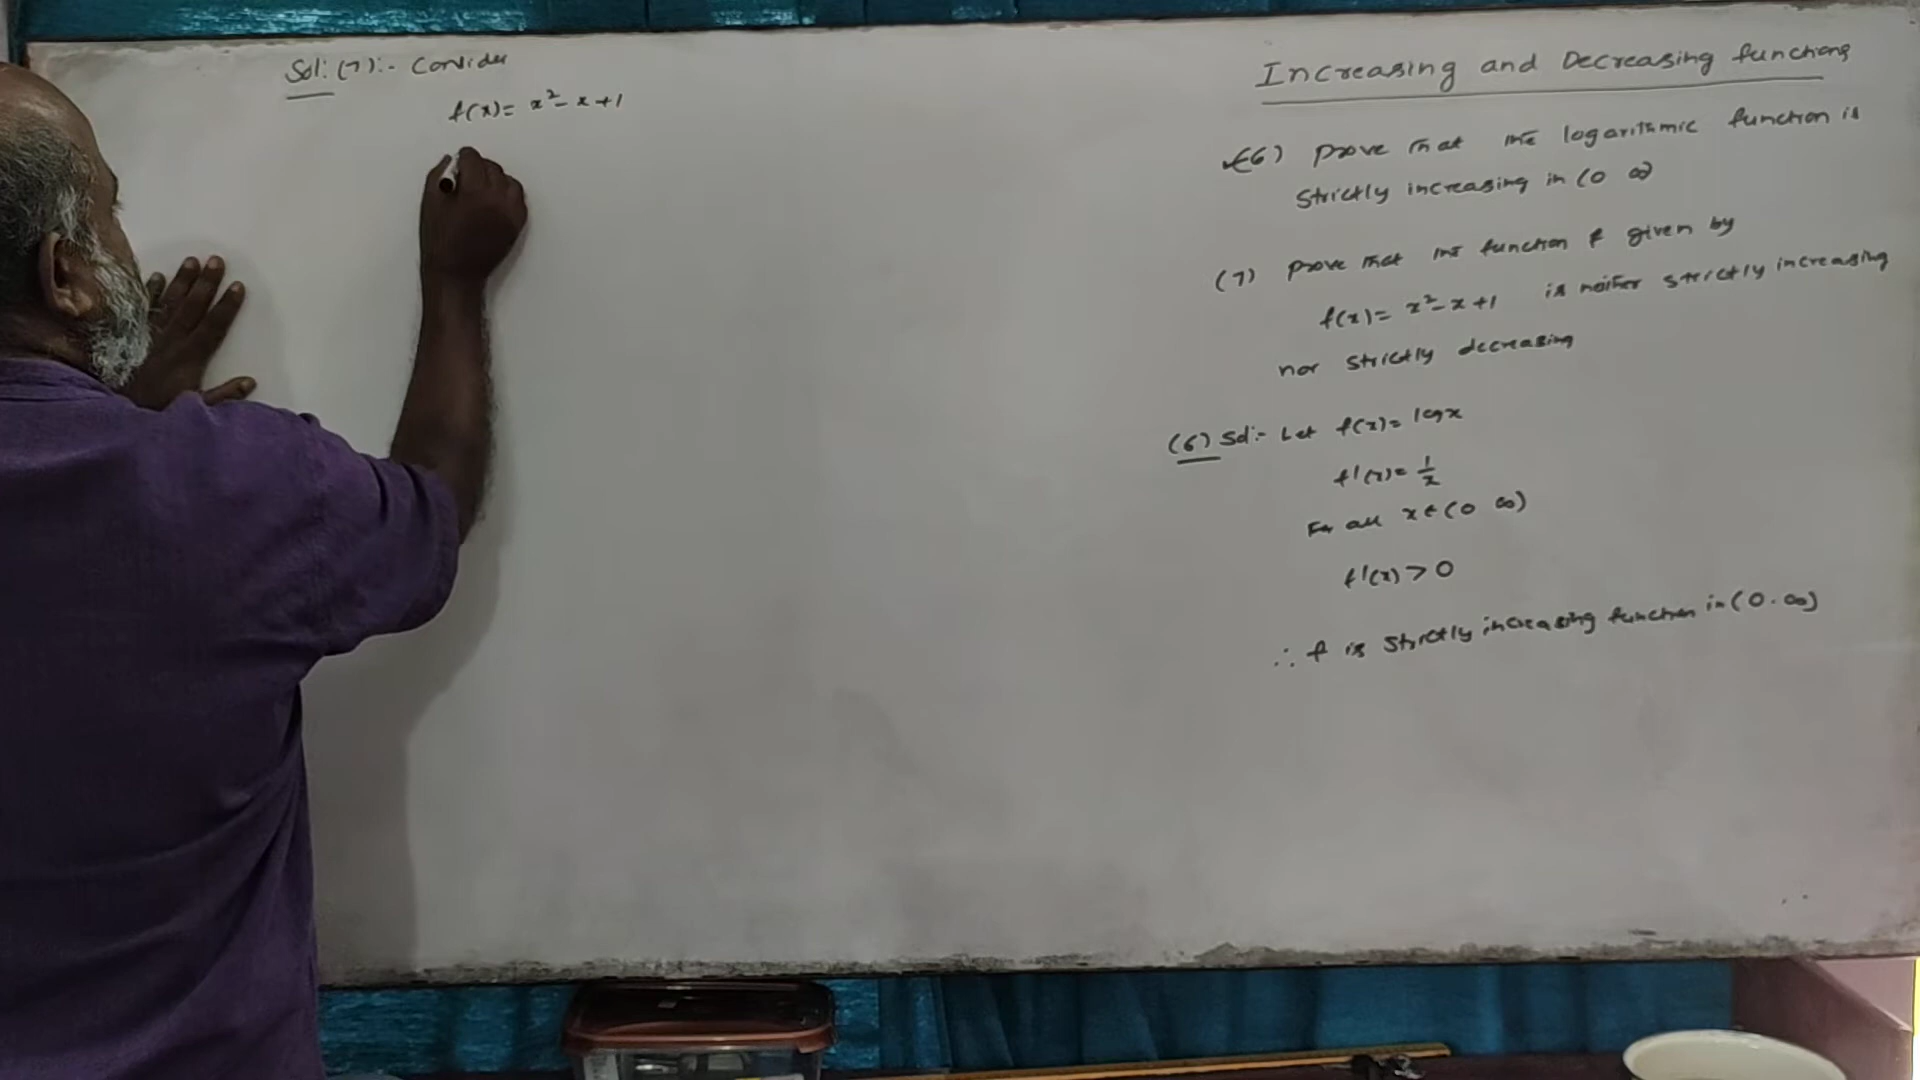 Sol: (7):- Consider
f(x) = x² - x + 1
Increasing and Decreasing functions
(6) Prove that the logarithmic function is
strictly increasing in (0 ∞)
(7) Prove that the function f given by
f(x) = x² - x + 1 is neither strictly increasing
nor strictly decreasing
(6) Sol:- Let f(x) = log x
f'(x) = 1/x
For all x ∈ (0 ∞)
f'(x) > 0
∴ f is strictly increasing function in (0. ∞)